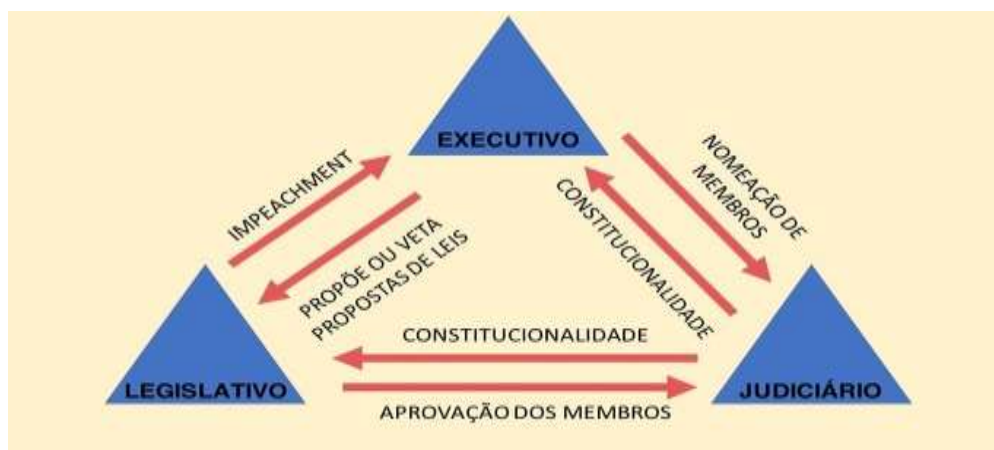 EXECUTIVO
IMPEACHMENT
PROPÕE OU VETA
PROPOSTAS DE LEIS
NOMEAÇÃO DE
MEMBROS
CONSTITUCIONALIDADE
CONSTITUCIONALIDADE
LEGISLATIVO
JUDICIÁRIO
APROVAÇÃO DOS MEMBROS